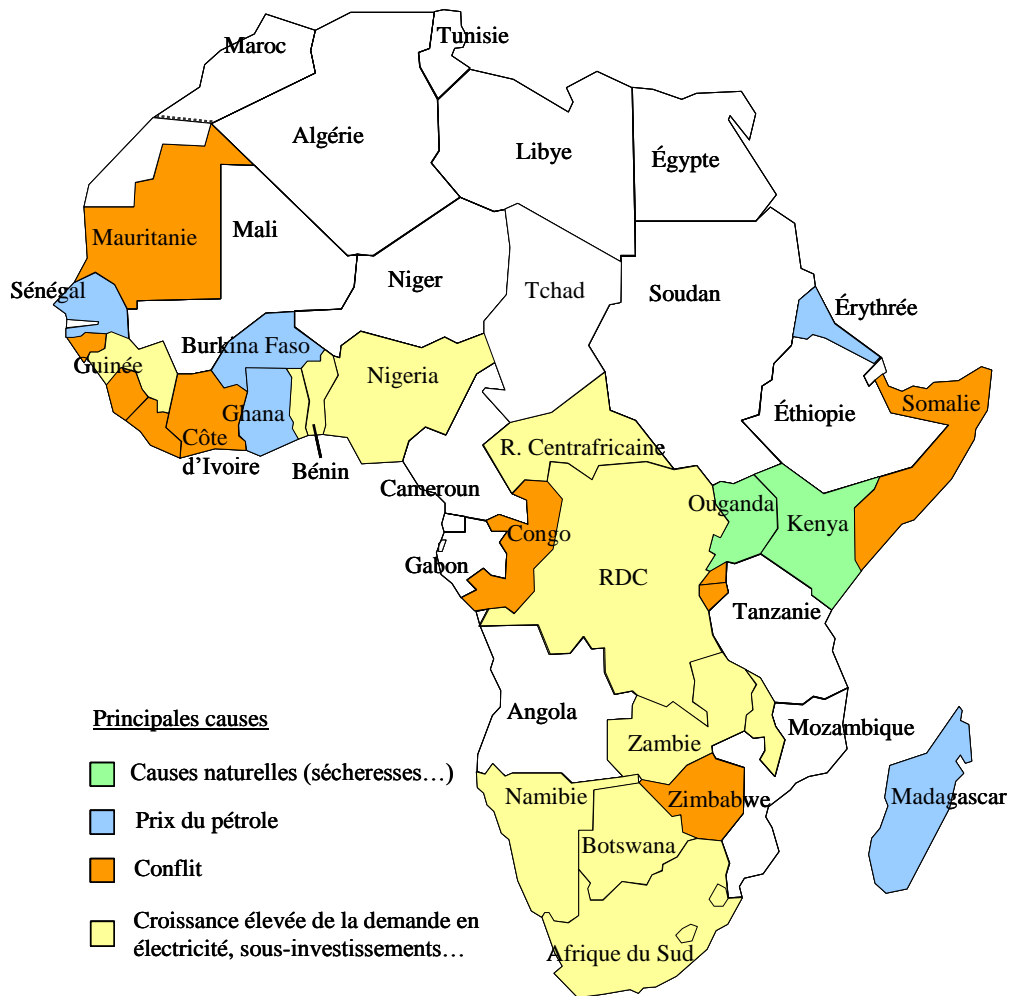 Tunisie
Maroc
Algérie
Libye
Égypte
Mauritanie
Mali
Niger
Tchad
Soudan
Sénégal
Érythrée
Burkina Faso
Guinée
Nigeria
Ghana
Éthiopie
Somalie
Côte
d'Ivoire
Bénin
R. Centrafricaine
Cameroun
Ouganda
Kenya
Congo
Gabon
RDC
Tanzanie
Angola
Mozambique
Zambie
Namibie
Zimbabwe
Madagascar
Botswana
Afrique du Sud
Principales causes
Causes naturelles (sécheresses…)
Prix du pétrole
Conflit
Croissance élevée de la demande en
électricité, sous-investissements…